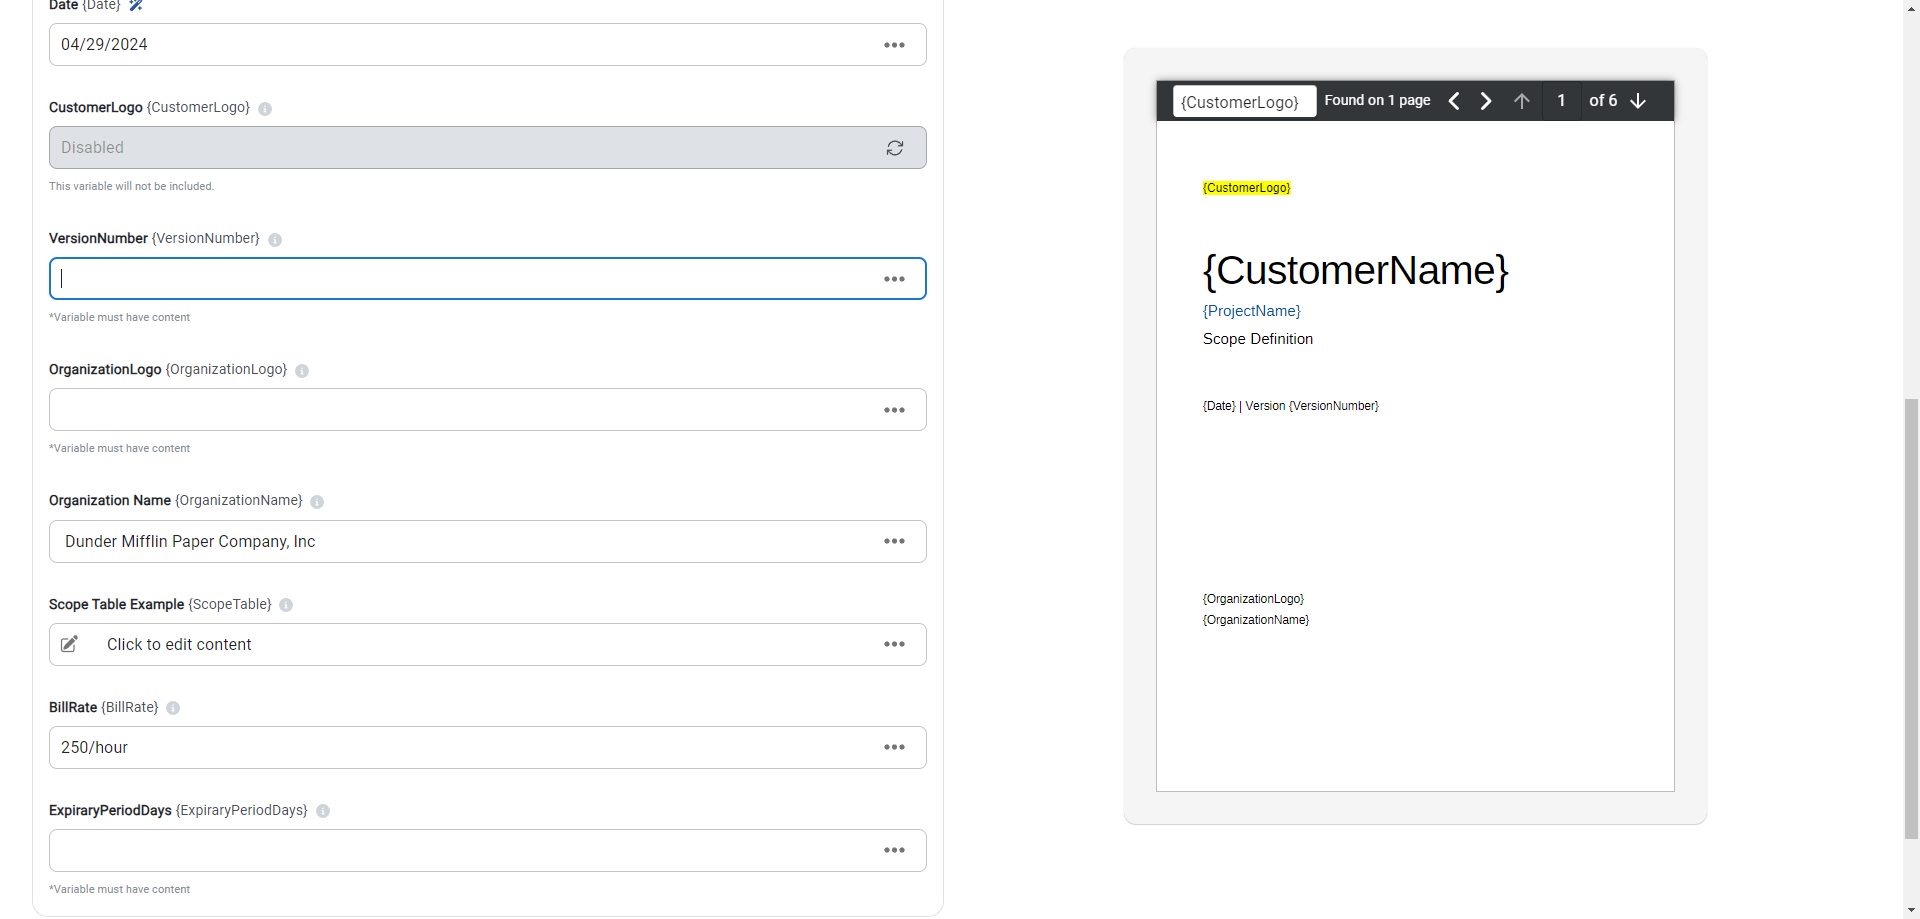 Date {Date}
04/29/2024
CustomerLogo {CustomerLogo}
Disabled
This variable will not be included.
VersionNumber {VersionNumber}
*Variable must have content
OrganizationLogo {OrganizationLogo}
*Variable must have content
Organization Name {OrganizationName}
Dunder Mifflin Paper Company, Inc
Scope Table Example {ScopeTable}
Click to edit content
BillRate {BillRate}
250/hour
ExpiraryPeriodDays {ExpiraryPeriodDays}
*Variable must have content
{CustomerLogo} Found on 1 page 1 of 6
{CustomerLogo}
{CustomerName}
{ProjectName}
Scope Definition
{Date} | Version {VersionNumber}
{OrganizationLogo}
{OrganizationName}